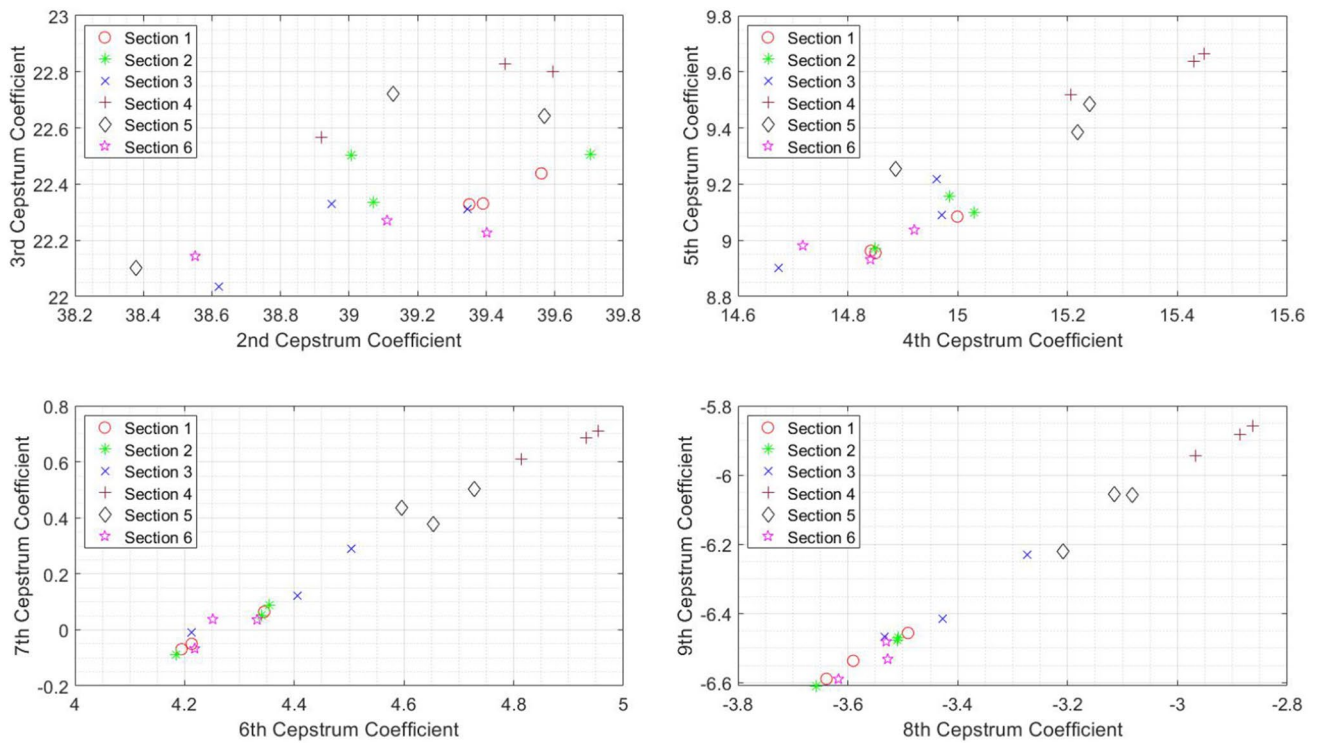 23
22.8
22.6
22.4
22.2
22
3rd Cepstrum Coefficient
Section 1
Section 2
Section 3
Section 4
Section 5
Section 6
38.2 38.4 38.6 38.8 39 39.2 39.4 39.6 39.8
2nd Cepstrum Coefficient
9.8
9.6
9.4
9.2
9
8.8
5th Cepstrum Coefficient
Section 1
Section 2
Section 3
Section 4
Section 5
Section 6
14.6 14.8 15 15.2 15.4 15.6
4th Cepstrum Coefficient
0.8
0.6
0.4
0.2
0
-0.2
7th Cepstrum Coefficient
Section 1
Section 2
Section 3
Section 4
Section 5
Section 6
4 4.2 4.4 4.6 4.8 5
6th Cepstrum Coefficient
-5.8
-6
-6.2
-6.4
-6.6
9th Cepstrum Coefficient
Section 1
Section 2
Section 3
Section 4
Section 5
Section 6
-3.8 -3.6 -3.4 -3.2 -3 -2.8
8th Cepstrum Coefficient